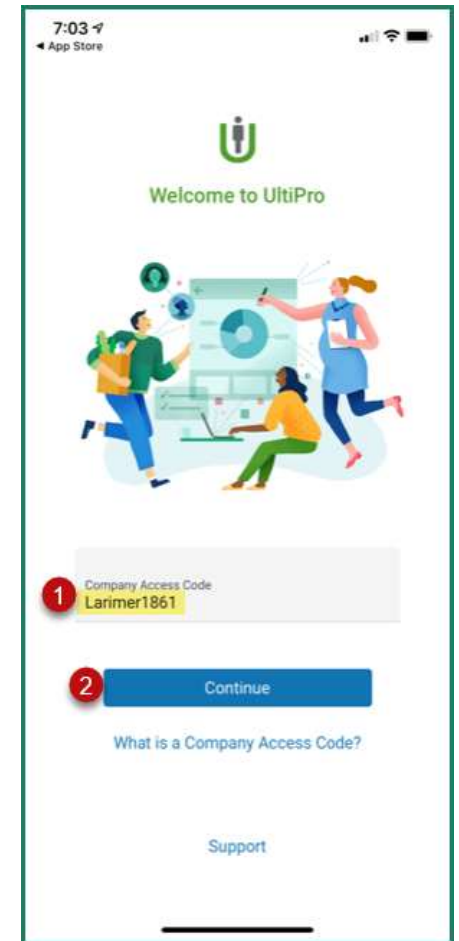 7:03
◀ App Store
Welcome to UltiPro
Company Access Code
1 Larimer1861
2 Continue
What is a Company Access Code?
Support